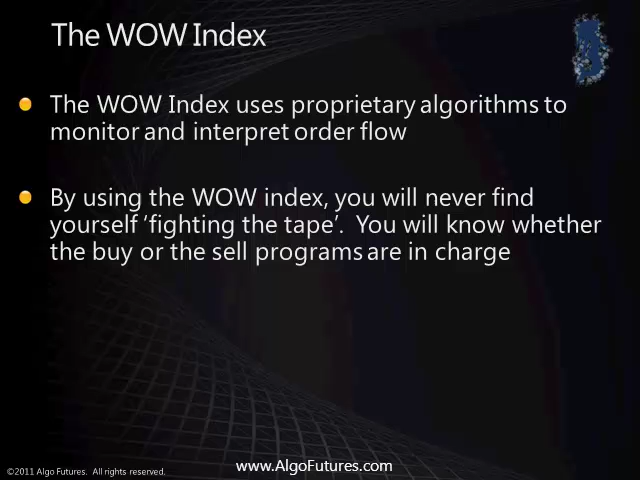 The WOW Index
The WOW Index uses proprietary algorithms to
monitor and interpret order flow
By using the WOW index, you will never find
yourself ‘fighting the tape’.  You will know whether
the buy or the sell programs are in charge
©2011 Algo Futures.  All rights reserved.
www.AlgoFutures.com